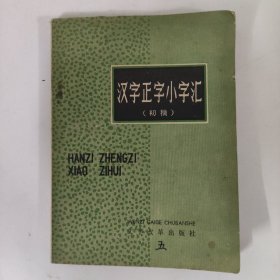 汉字正字小字汇
（初稿）
HANZI ZHENGZI
XIAO ZIHUI
WENZI GAIGE CHUBANSHE
文字改革出版社
五